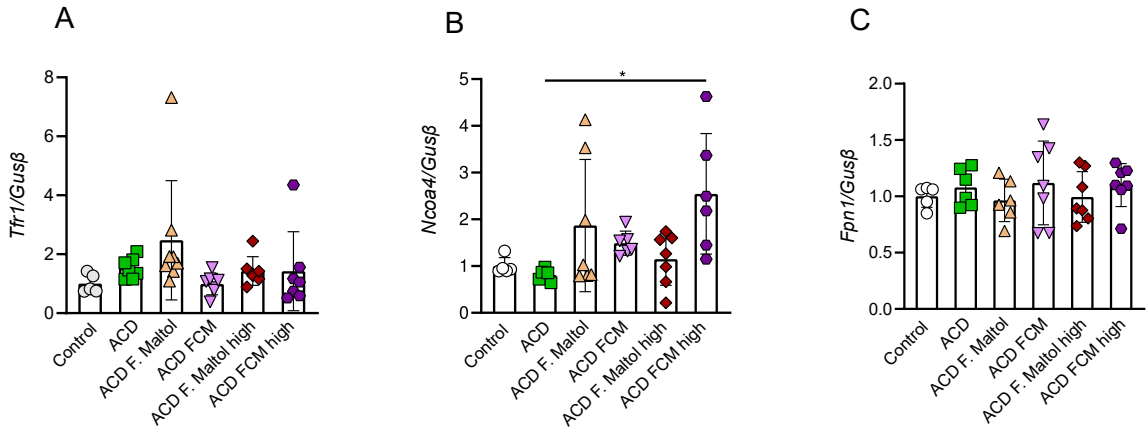 A
Tfr1/Gusβ
8
6
4
2
0
Control
ACD
ACD F. Maltol
ACD FCM
ACD F. Maltol high
ACD FCM high
B
Ncoa4/Gusβ
5
4
3
2
1
0
*
Control
ACD
ACD F. Maltol
ACD FCM
ACD F. Maltol high
ACD FCM high
C
Fpn1/Gusβ
2.0
1.5
1.0
0.5
0.0
Control
ACD
ACD F. Maltol
ACD FCM
ACD F. Maltol high
ACD FCM high